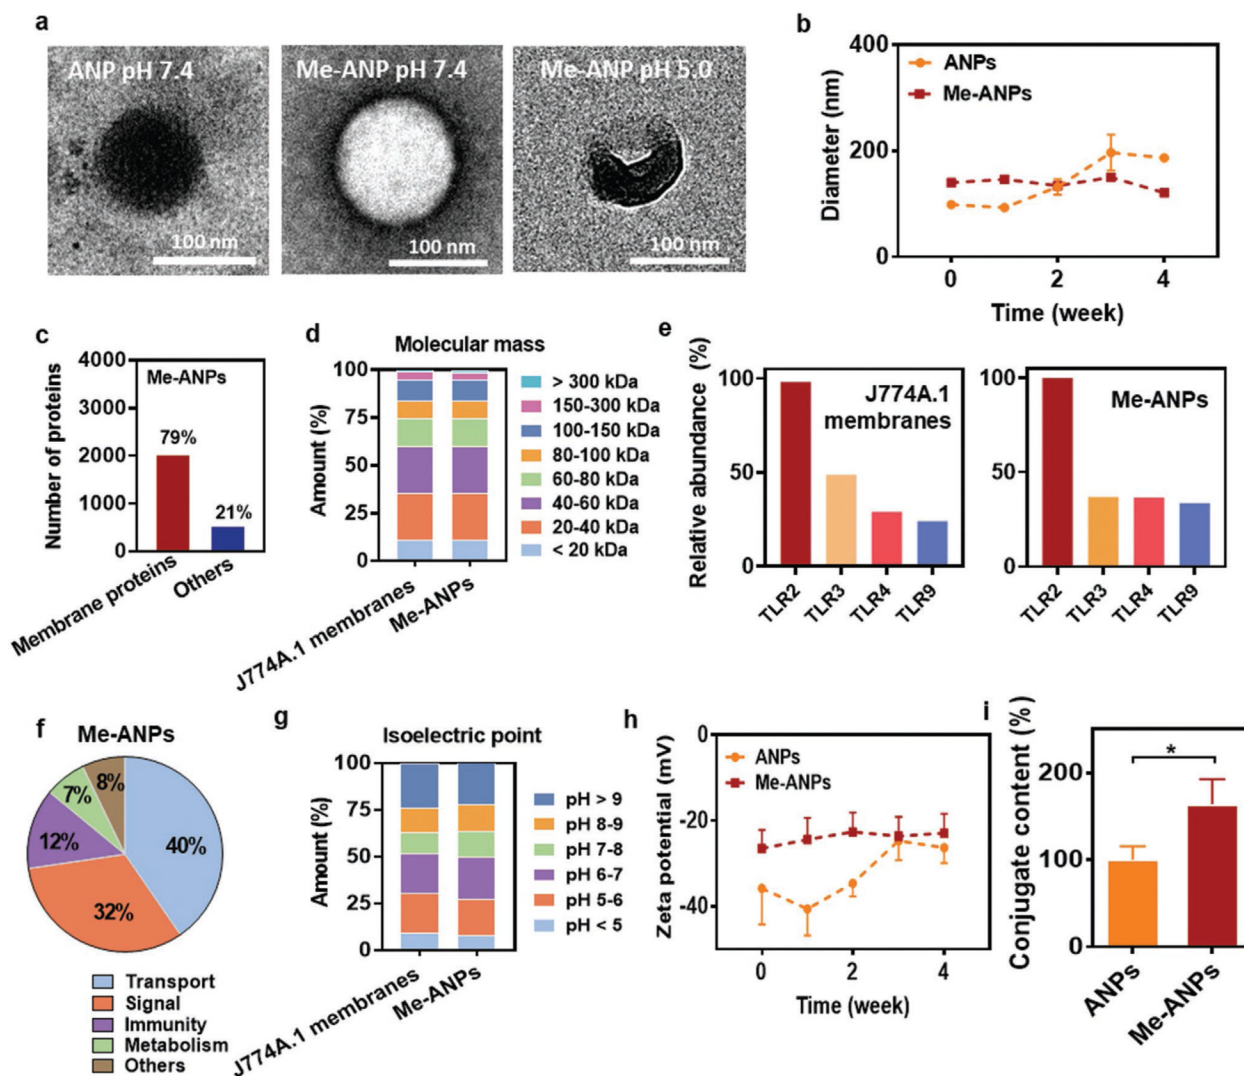 a
ANP pH 7.4
100 nm
Me-ANP pH 7.4
100 nm
Me-ANP pH 5.0
100 nm
b
400
200
0
Diameter (nm)
ANPs
Me-ANPs
0
2
4
Time (week)
c
4000
3000
2000
1000
0
Number of proteins
Me-ANPs
79%
21%
Membrane proteins
Others
d
Molecular mass
100
75
50
25
0
Amount (%)
J774A.1 membranes
Me-ANPs
> 300 kDa
150-300 kDa
100-150 kDa
80-100 kDa
60-80 kDa
40-60 kDa
20-40 kDa
< 20 kDa
e
Relative abundance (%)
100
50
0
J774A.1
membranes
TLR2
TLR3
TLR4
TLR9
100
50
0
Me-ANPs
TLR2
TLR3
TLR4
TLR9
f
Me-ANPs
8%
7%
12%
40%
32%
Transport
Signal
Immunity
Metabolism
Others
g
Isoelectric point
100
75
50
25
0
Amount (%)
J774A.1 membranes
Me-ANPs
pH > 9
pH 8-9
pH 7-8
pH 6-7
pH 5-6
pH < 5
h
0
-20
-40
Zeta potential (mV)
ANPs
Me-ANPs
0
2
4
Time (week)
i
Conjugate content (%)
200
100
0
*
ANPs
Me-ANPs